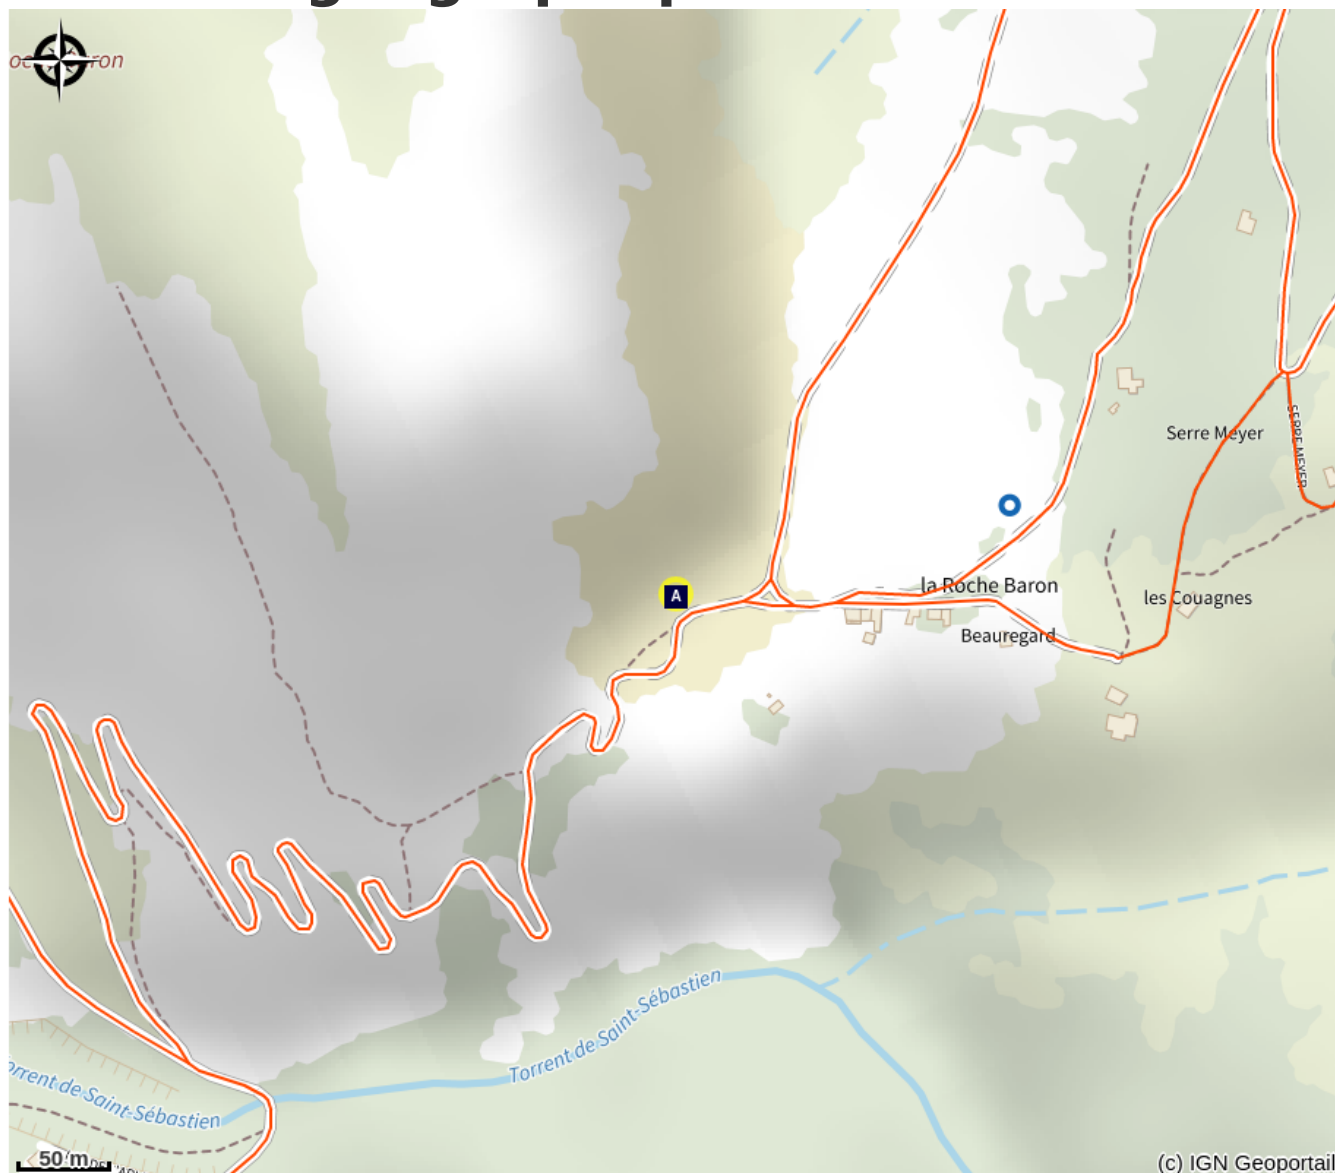 Serre Meyer
SERRE MEYER
A
la Roche Baron
les Couagnes
Beauregard
Torrent de Saint-Sébastien
Torrent de Saint-Sébastien
50 m
(c) IGN Geoportail